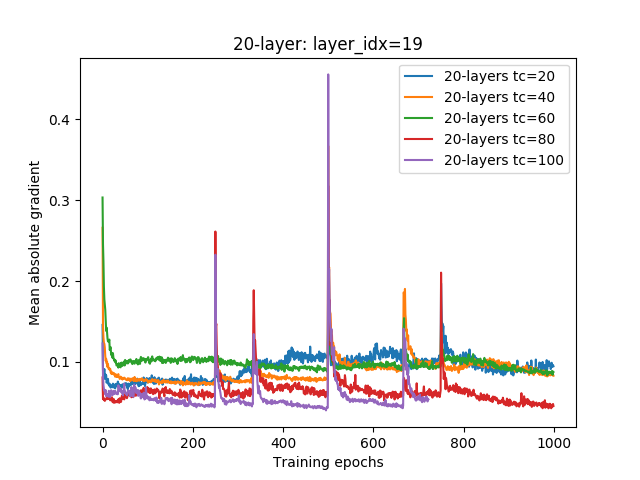 20-layer: layer_idx=19
20-layers tc=20
20-layers tc=40
20-layers tc=60
20-layers tc=80
20-layers tc=100
Mean absolute gradient
0.4
0.3
0.2
0.1
0 200 400 600 800 1000
Training epochs